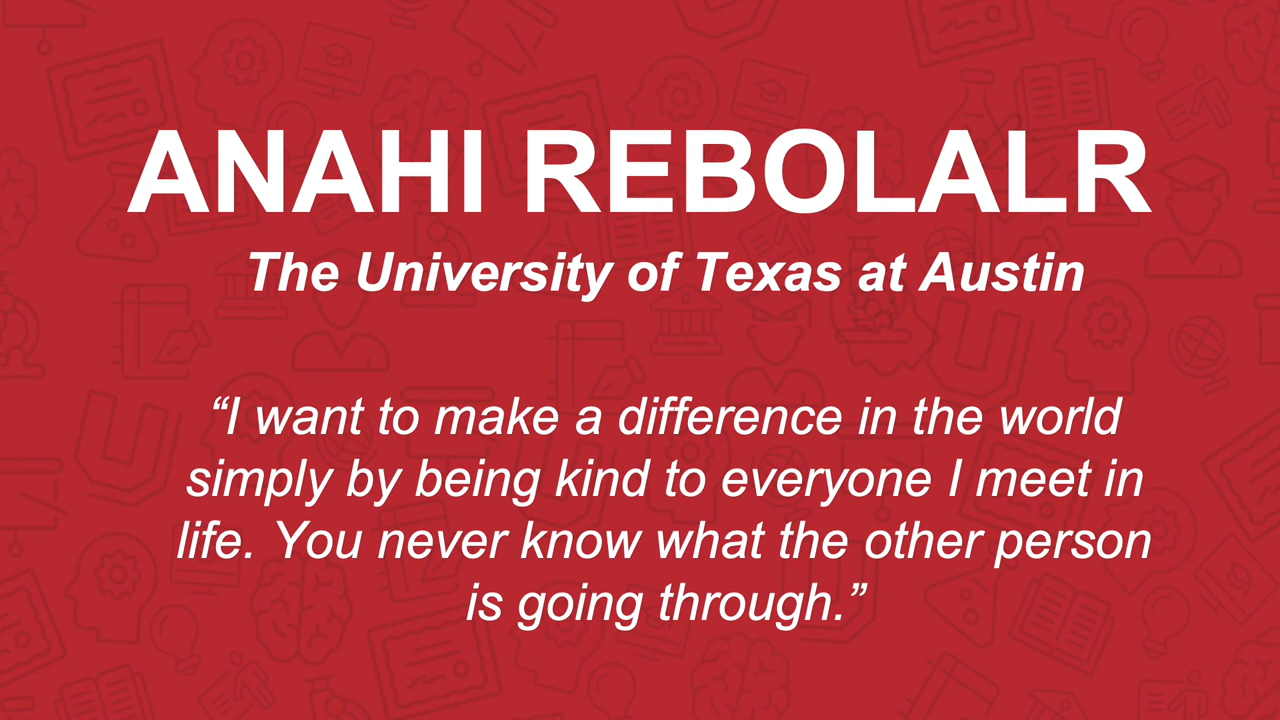 ANAHI REBOLALR
The University of Texas at Austin
“I want to make a difference in the world
simply by being kind to everyone I meet in
life. You never know what the other person
is going through.”